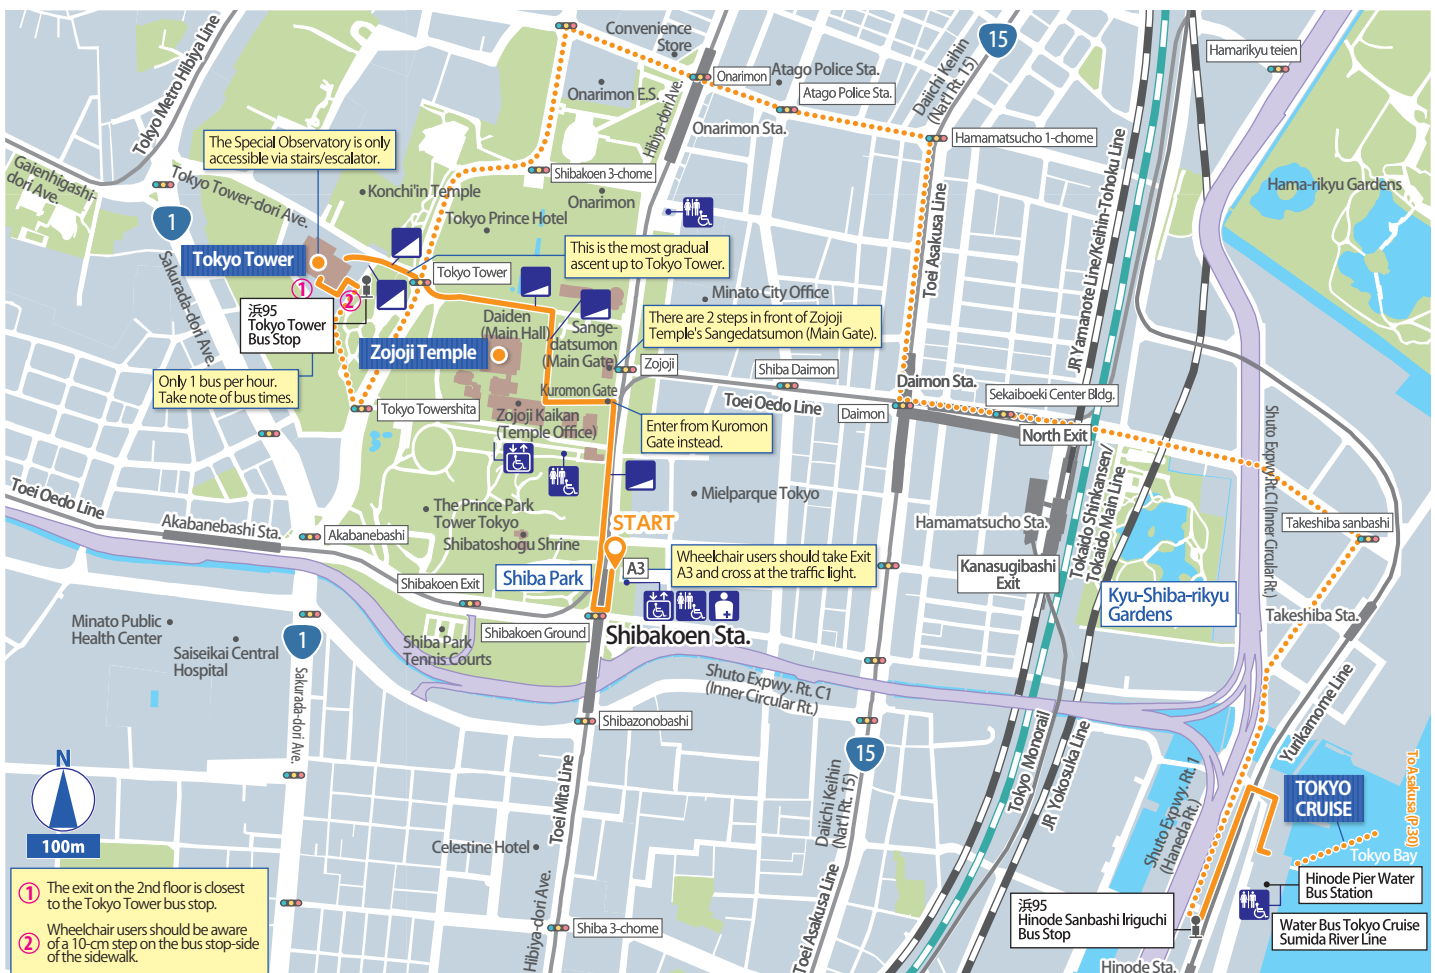 Convenience
Store
15
Hamarikyu teien
Tokyo Metro Hibiya Line
Onarimon
Atago Police Sta.
Onarimon E.S.
Atago Police Sta.
Daiichi Keihin
(Nat'l Rt. 15)
Hibiya-dori Ave.
Onarimon Sta.
Hamamatsucho 1-chome
The Special Observatory is only
accessible via stairs/escalator.
Gaienhigashi-
dori Ave.
Tokyo Tower-dori Ave.
Konchi'in Temple
Shibakoen 3-chome
Onarimon
Hama-rikyu Gardens
1
Tokyo Prince Hotel
Toei Asakusa Line
JR Yamanote Line/Keihin-Tohoku Line
Tokyo Tower
This is the most gradual
ascent up to Tokyo Tower.
Tokyo Tower
Sakurada-dori Ave.
1
2
Minato City Office
浜95
Tokyo Tower
Bus Stop
Daiden
(Main Hall)
Sange-
datsumon
(Main Gate)
There are 2 steps in front of Zojoji
Temple's Sangedatsumon (Main Gate).
Zojoji Temple
Zojoji
Shiba Daimon
Daimon Sta.
Only 1 bus per hour.
Take note of bus times.
Kuromon Gate
Toei Oedo Line
Sekaiboeki Center Bldg.
Tokyo Towershita
Zojoji Kaikan
(Temple Office)
Enter from Kuromon
Gate instead.
Daimon
North Exit
Shuto Expwy. Rt.C1 (Inner Circular Rt.)
Toei Oedo Line
The Prince Park
Tower Tokyo
Mielparque Tokyo
Tokaido Shinkansen/
Tokaido Main Line
Akabanebashi Sta.
Akabanebashi
Shibatoshogu Shrine
START
Hamamatsucho Sta.
Takeshiba sanbashi
Shibakoen Exit
Shiba Park
A3
Wheelchair users should take Exit
A3 and cross at the traffic light.
Kanasugibashi
Exit
Kyu-Shiba-rikyu
Gardens
Minato Public
Health Center
1
Saiseikai Central
Hospital
Shiba Park
Tennis Courts
Shibakoen Ground
Shibakoen Sta.
Takeshiba Sta.
Sakurada-dori Ave.
Shuto Expwy. Rt. C1
(Inner Circular Rt.)
Shibazonobashi
Yurikamome Line
15
Tokyo Monorail
JR Yokosuka Line
Shuto Expwy. Rt. 1
(Haneda Rt.)
To Asakusa (P.30)
N
100m
Toei Mita Line
Daiichi Keihin
(Nat'l Rt. 15)
TOKYO
CRUISE
Celestine Hotel
Tokyo Bay
Hinode Pier Water
Bus Station
1 The exit on the 2nd floor is closest
to the Tokyo Tower bus stop.
2 Wheelchair users should be aware
of a 10-cm step on the bus stop-side
of the sidewalk.
Hibiya-dori Ave.
Shiba 3-chome
Toei Asakusa Line
浜95
Hinode Sanbashi Iriguchi
Bus Stop
Water Bus Tokyo Cruise
Sumida River Line
Hinode Sta.